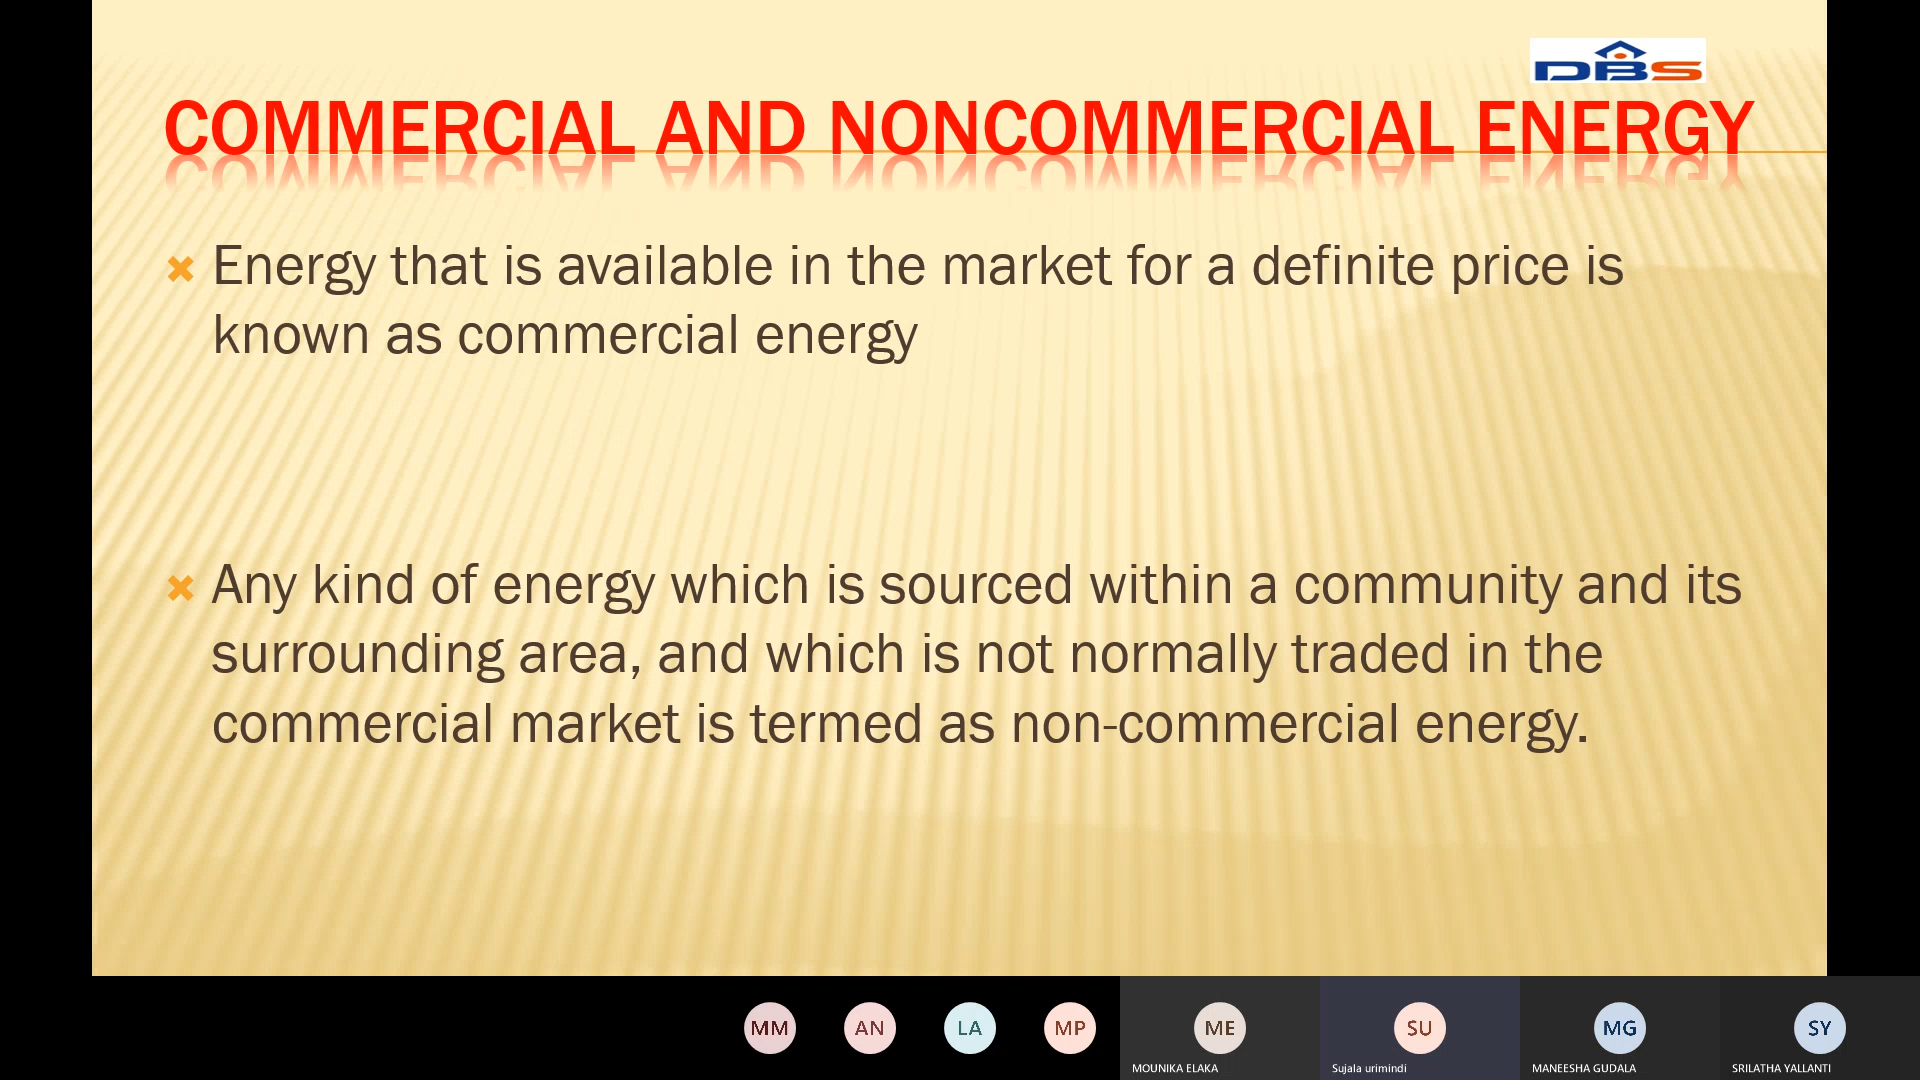 DBS
COMMERCIAL AND NONCOMMERCIAL ENERGY
Energy that is available in the market for a definite price is
known as commercial energy
Any kind of energy which is sourced within a community and its
surrounding area, and which is not normally traded in the
commercial market is termed as non-commercial energy.
MM AN LA MP ME SU MG SY
MOUNIKA ELAKA Sujala urimindi MANEESHA GUDALA SRILATHA YALLANTI